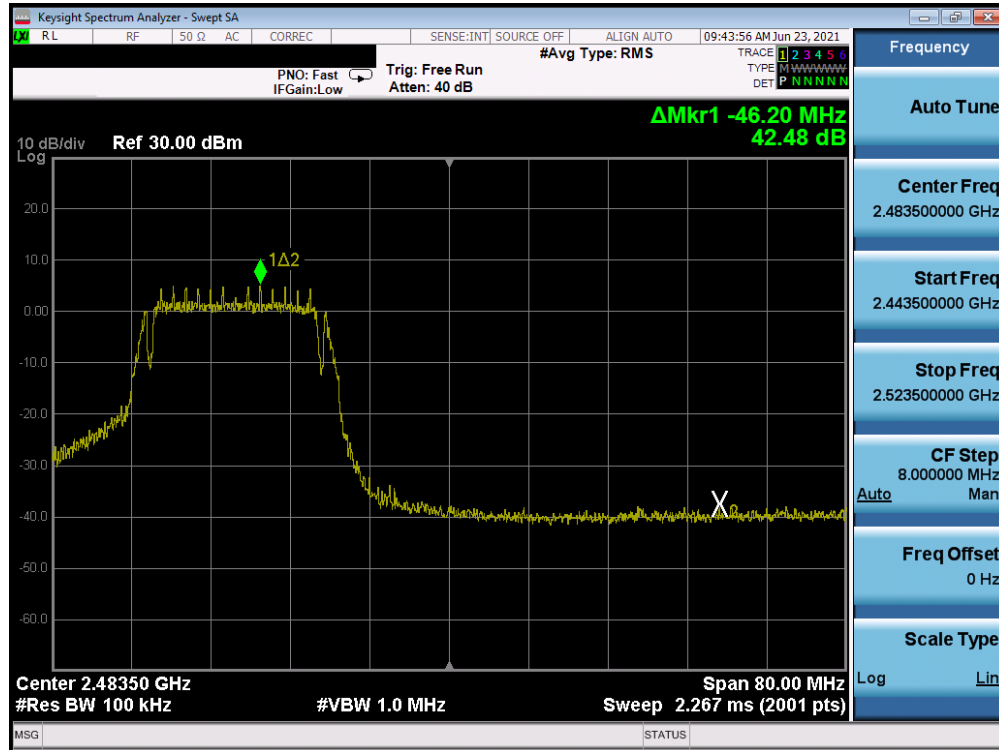 Keysight Spectrum Analyzer - Swept SA
LXI RL RF 50 Ω AC CORREC SENSE:INT SOURCE OFF ALIGN AUTO 09:43:56 AM Jun 23, 2021
#Avg Type: RMS
TRACE 1 2 3 4 5 6
PNO: Fast Trig: Free Run
TYPE M WWWWW
IFGain:Low Atten: 40 dB
DET P N N N N N
ΔMkr1 -46.20 MHz
42.48 dB
10 dB/div Ref 30.00 dBm
Log
20.0
10.0
1Δ2
0.00
-10.0
-20.0
-30.0
-40.0
2
-50.0
-60.0
Center 2.48350 GHz
Span 80.00 MHz
#Res BW 100 kHz
#VBW 1.0 MHz
Sweep 2.267 ms (2001 pts)
MSG
STATUS
Frequency
Auto Tune
Center Freq
2.483500000 GHz
Start Freq
2.443500000 GHz
Stop Freq
2.523500000 GHz
CF Step
8.000000 MHz
Auto Man
Freq Offset
0 Hz
Scale Type
Log Lin